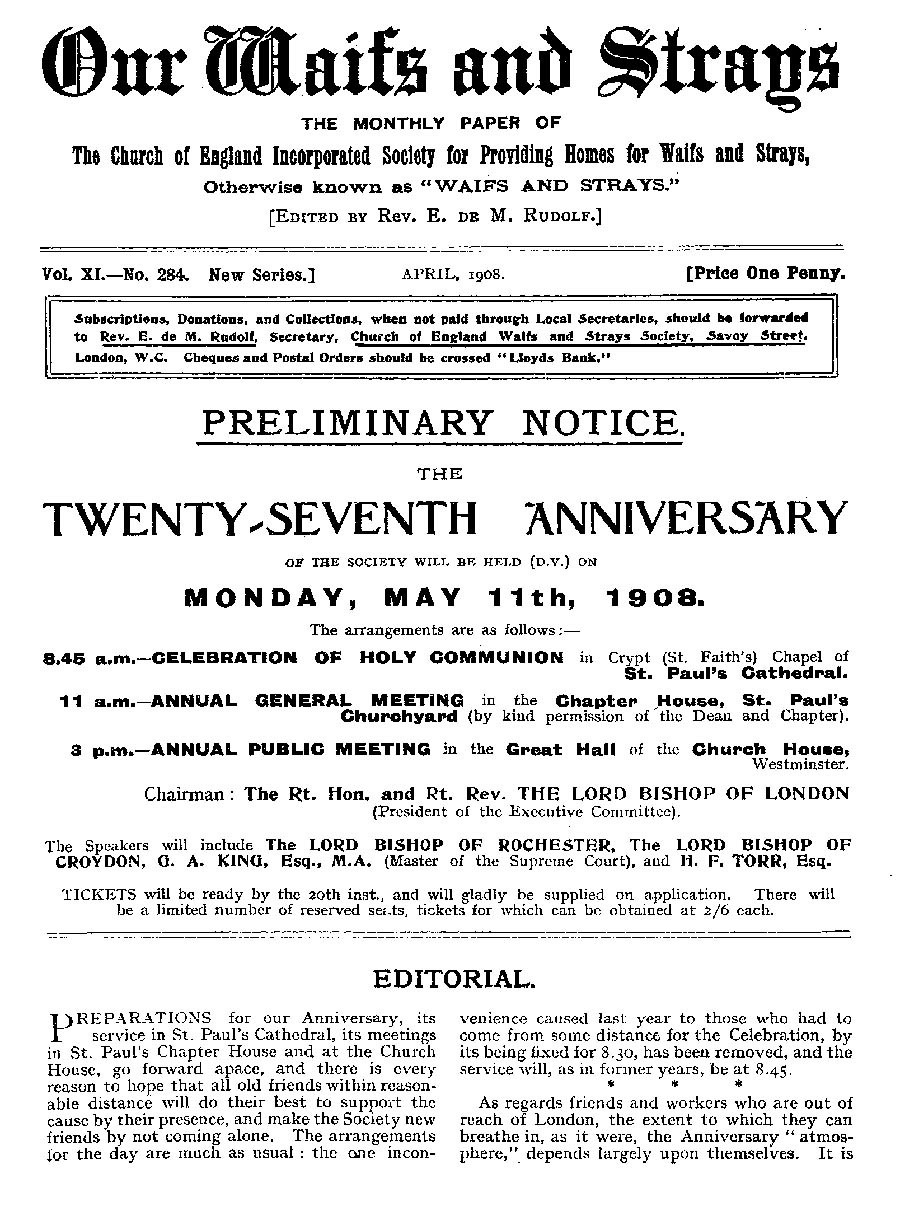 Our Waifs and Strays
THE MONTHLY PAPER OF
The Church of England Incorporated Society for Providing Homes for Waifs and Strays,
Otherwise known as "WAIFS AND STRAYS."
[EDITED BY REV. E. DE M. RUDOLF.]
Vol. XI.—No. 284. New Series.] APRIL, 1908. [Price One Penny.
Subscriptions, Donations, and Collections, when not paid through Local Secretaries, should be forwarded
to Rev. E. de M. Rudolf, Secretary, Church of England Waifs and Strays Society, Savoy Street,
London, W.C. Cheques and Postal Orders should be crossed "Lloyds Bank."
PRELIMINARY NOTICE.
THE
TWENTY-SEVENTH ANNIVERSARY
OF THE SOCIETY WILL BE HELD (D.V.) ON
MONDAY, MAY 11th, 1908.
The arrangements are as follows:—
8.45 a.m.—CELEBRATION OF HOLY COMMUNION in Crypt (St. Faith's) Chapel of
St. Paul's Cathedral.
11 a.m.—ANNUAL GENERAL MEETING in the Chapter House, St. Paul's
Churchyard (by kind permission of the Dean and Chapter).
3 p.m.—ANNUAL PUBLIC MEETING in the Great Hall of the Church House,
Westminster.
Chairman: The Rt. Hon. and Rt. Rev. THE LORD BISHOP OF LONDON
(President of the Executive Committee).
The Speakers will include The LORD BISHOP OF ROCHESTER, The LORD BISHOP OF
CROYDON, G. A. KING, Esq., M.A. (Master of the Supreme Court), and H. F. TORR, Esq.
TICKETS will be ready by the 20th inst., and will gladly be supplied on application. There will
be a limited number of reserved seats, tickets for which can be obtained at 2/6 each.
EDITORIAL.
PREPARATIONS for our Anniversary, its
service in St. Paul's Cathedral, its meetings
in St. Paul's Chapter House and at the Church
House, go forward apace, and there is every
reason to hope that all old friends within reason-
able distance will do their best to support the
cause by their presence, and make the Society new
friends by not coming alone. The arrangements
for the day are much as usual: the one incon-
venience caused last year to those who had to
come from some distance for the Celebration, by
its being fixed for 8.30, has been removed, and the
service will, as in former years, be at 8.45.
* * *
As regards friends and workers who are out of
reach of London, the extent to which they can
breathe in, as it were, the Anniversary "atmos-
phere," depends largely upon themselves. It is